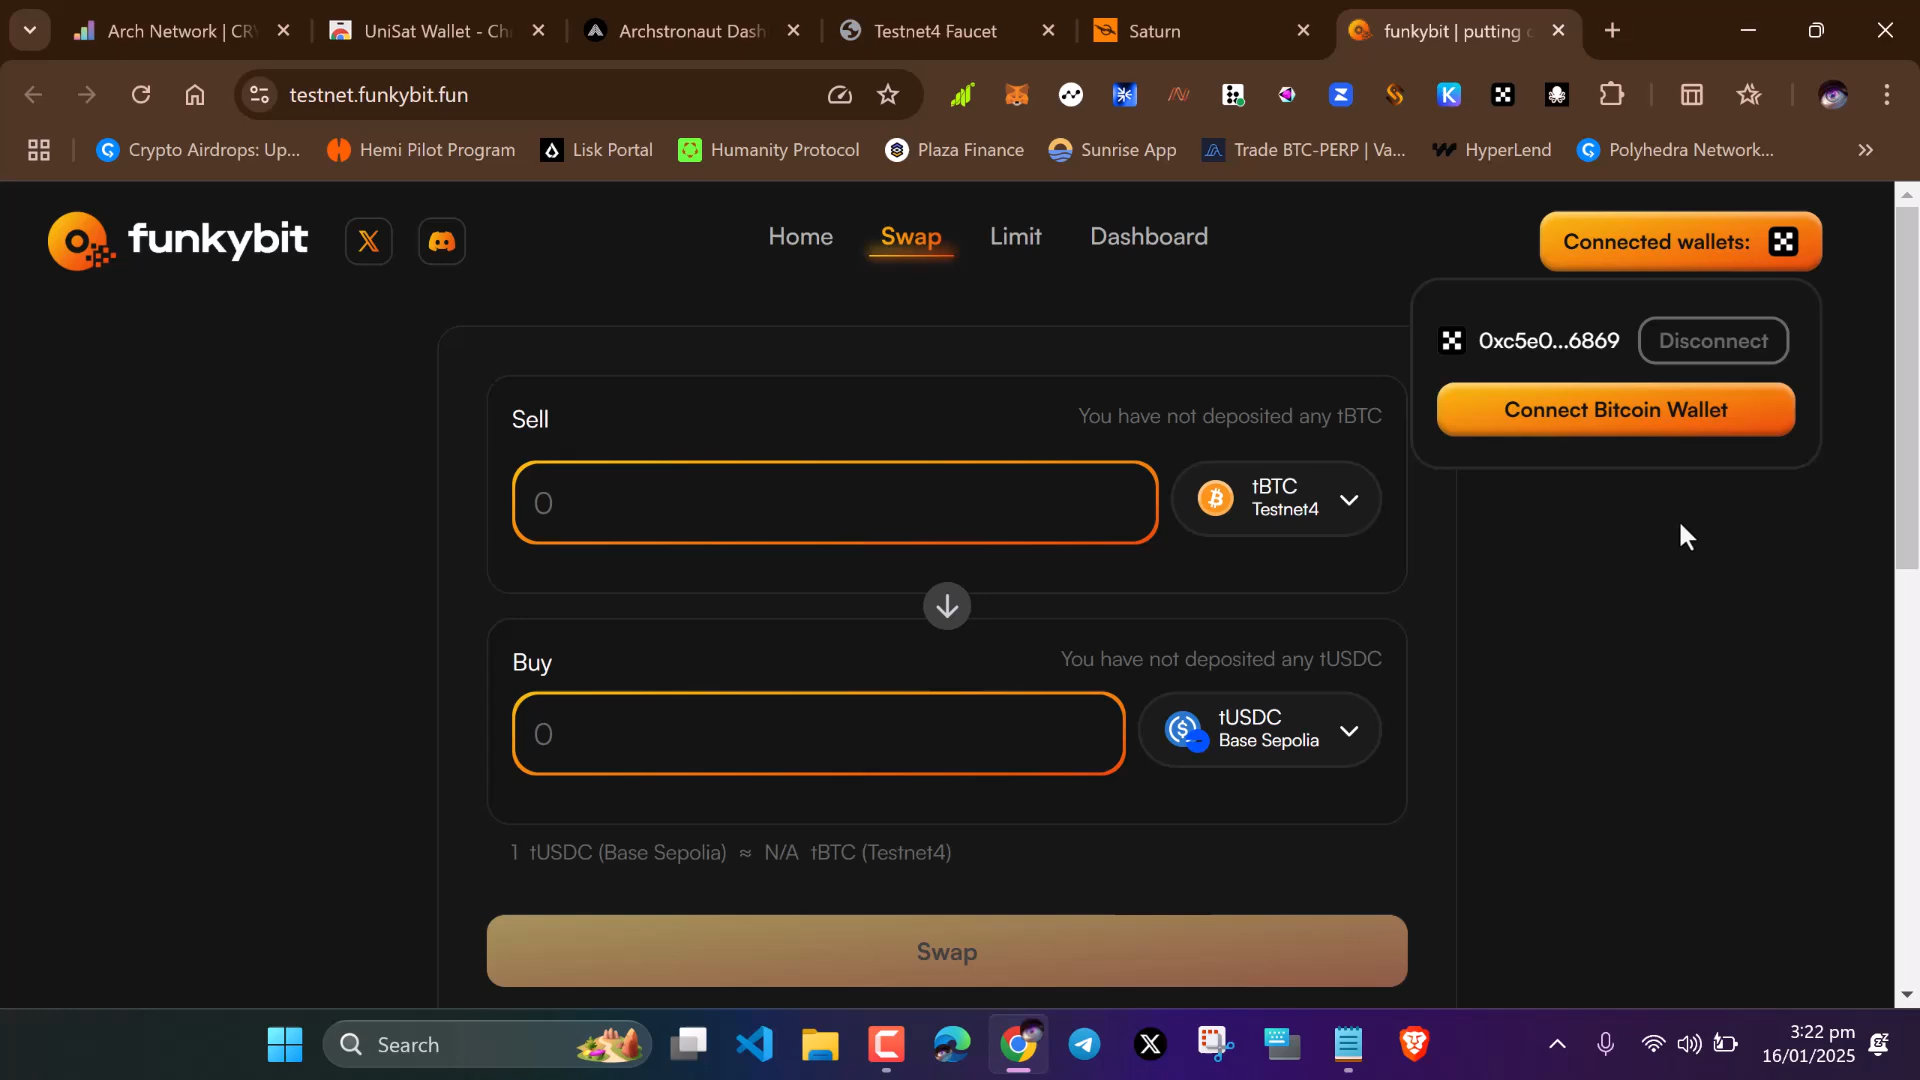 Arch Network | CR
UniSat Wallet - Ch
Archstronaut Dash
Testnet4 Faucet
Saturn
funkybit | putting
testnet.funkybit.fun
Crypto Airdrops: Up...
Hemi Pilot Program
Lisk Portal
Humanity Protocol
Plaza Finance
Sunrise App
Trade BTC-PERP | Va...
HyperLend
Polyhedra Network...
funkybit
Home
Swap
Limit
Dashboard
Connected wallets:
0xc5e0...6869
Disconnect
Connect Bitcoin Wallet
Sell
You have not deposited any tBTC
0
tBTC
Testnet4
Buy
You have not deposited any tUSDC
0
tUSDC
Base Sepolia
1 tUSDC (Base Sepolia) ≈ N/A tBTC (Testnet4)
Swap
Search
3:22 pm
16/01/2025